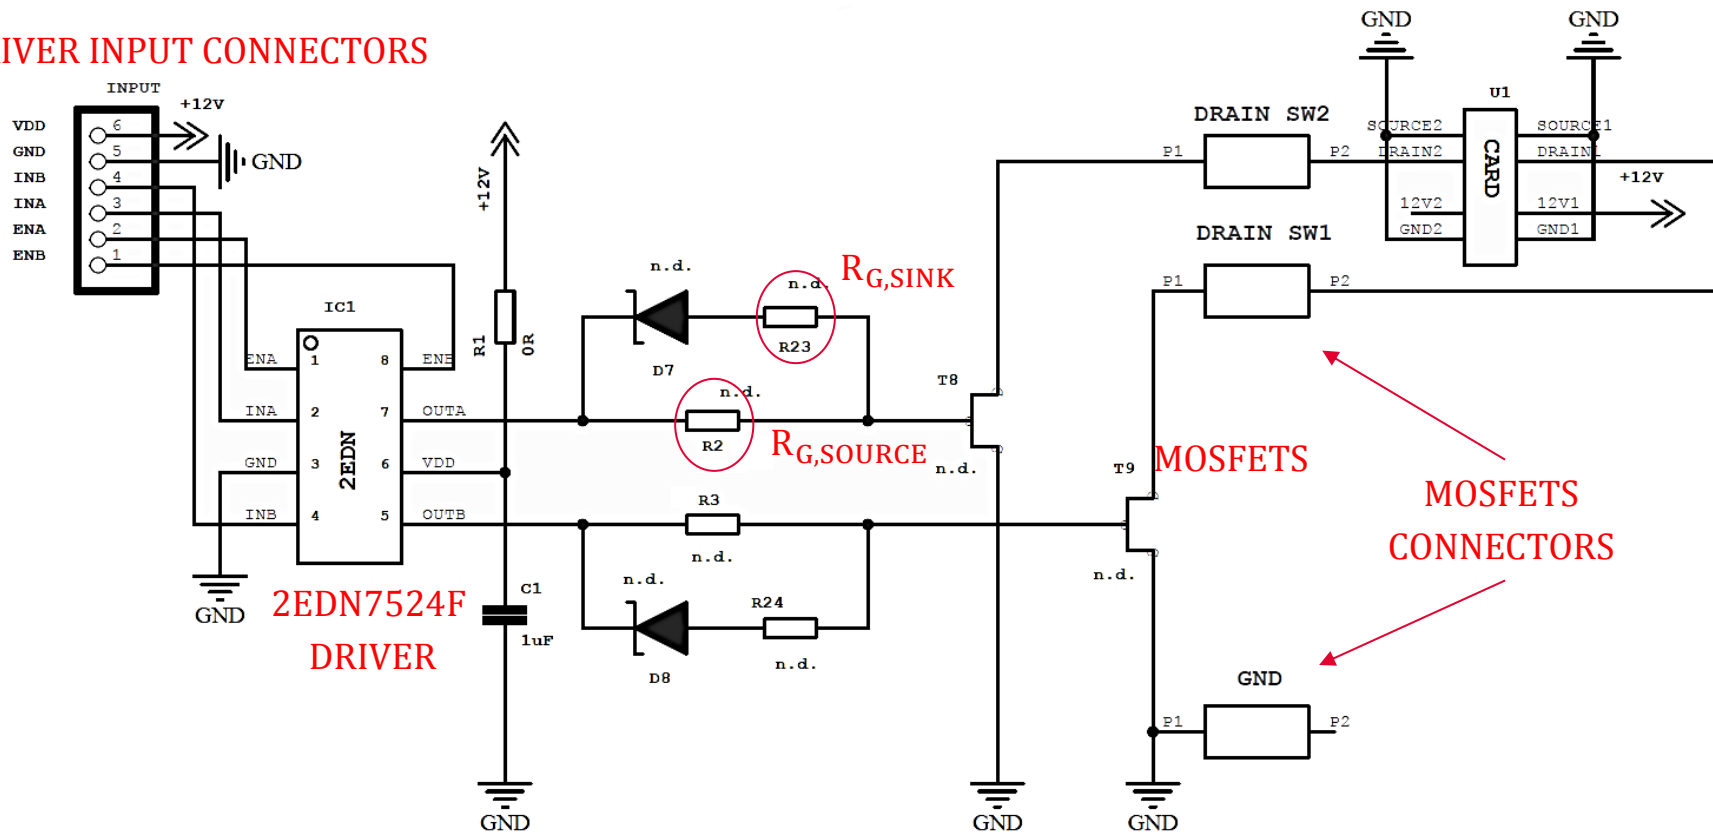 IVER INPUT CONNECTORS
INPUT
+12V
VDD 6
GND 5
GND
INB 4
INA 3
ENA 2
ENB 1
IC1
ENA 1 8 ENB
INA 2 7 OUTA
GND 3 6 VDD
INB 4 5 OUTB
2EDN
GND
2EDN7524F
DRIVER
+12V
R1
0R
C1
1uF
GND
n.d.
D7
n.d.
R23
RG,SINK
n.d.
R2
RG,SOURCE
R3
n.d.
n.d.
D8
R24
n.d.
T8
n.d.
GND
T9
n.d.
GND
MOSFETS
DRAIN SW2
P1 P2
DRAIN SW1
P1 P2
GND
P1 P2
MOSFETS
CONNECTORS
GND
GND
U1
CARD
SOURCE2 SOURCE1
DRAIN2 DRAIN1
12V2 12V1
GND2 GND1
+12V